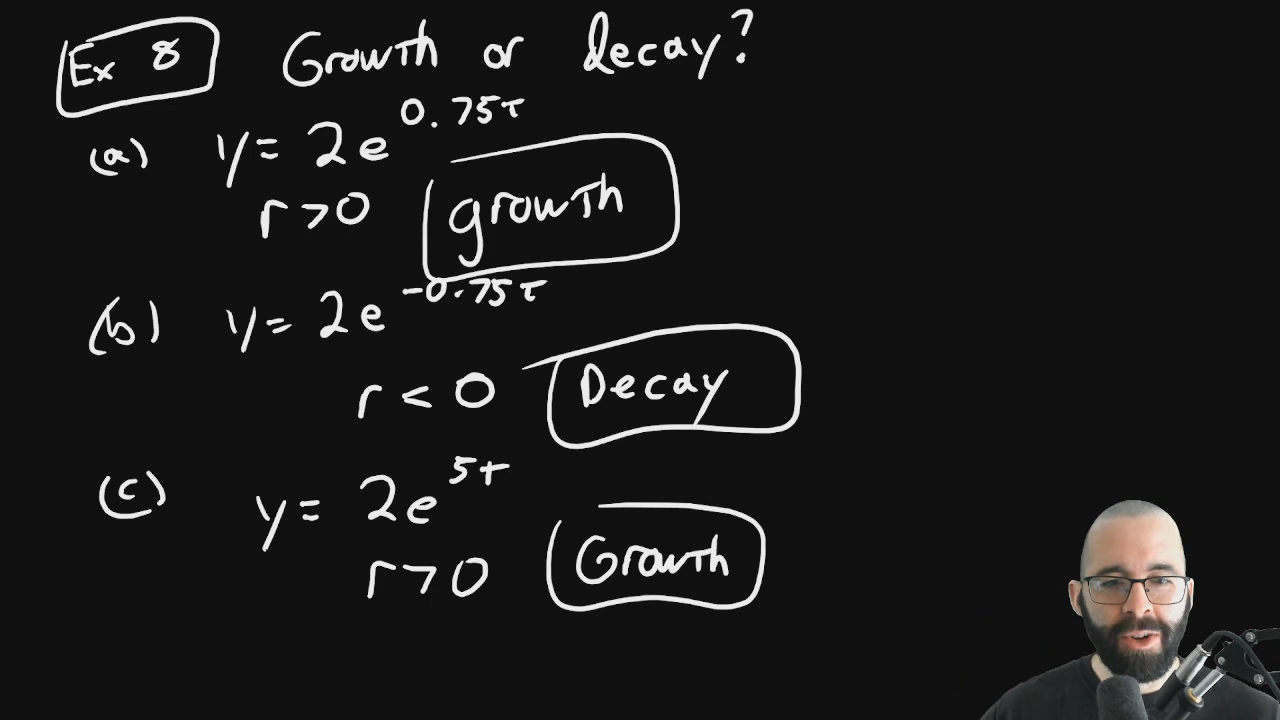 Ex 8 Growth or decay?
(a) y = 2e^0.75t
r > 0 growth
(b) y = 2e^-0.75t
r < 0 Decay
(c) y = 2e^5t
r > 0 Growth